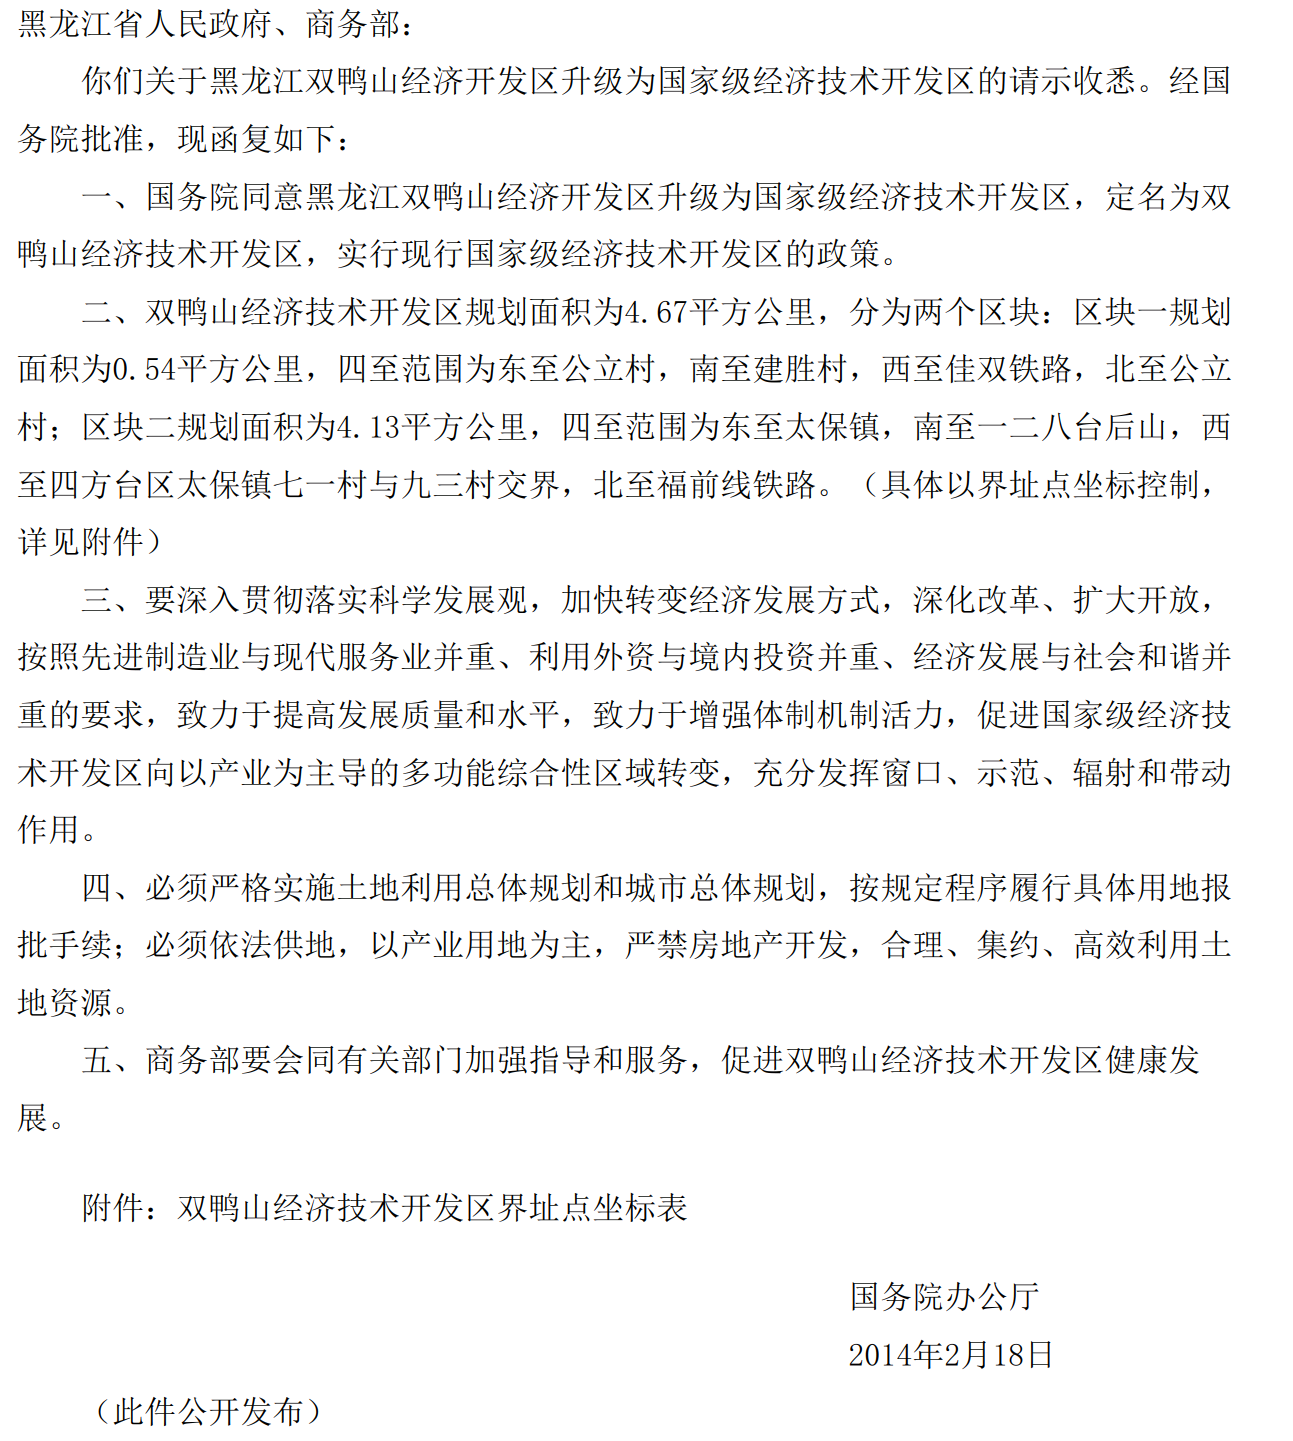 黑龙江省人民政府、商务部：
你们关于黑龙江双鸭山经济开发区升级为国家级经济技术开发区的请示收悉。经国
务院批准，现函复如下：
一、国务院同意黑龙江双鸭山经济开发区升级为国家级经济技术开发区，定名为双
鸭山经济技术开发区，实行现行国家级经济技术开发区的政策。
二、双鸭山经济技术开发区规划面积为4.67平方公里，分为两个区块：区块一规划
面积为0.54平方公里，四至范围为东至公立村，南至建胜村，西至佳双铁路，北至公立
村；区块二规划面积为4.13平方公里，四至范围为东至太保镇，南至一二八台后山，西
至四方台区太保镇七一村与九三村交界，北至福前线铁路。（具体以界址点坐标控制，
详见附件）
三、要深入贯彻落实科学发展观，加快转变经济发展方式，深化改革、扩大开放，
按照先进制造业与现代服务业并重、利用外资与境内投资并重、经济发展与社会和谐并
重的要求，致力于提高发展质量和水平，致力于增强体制机制活力，促进国家级经济技
术开发区向以产业为主导的多功能综合性区域转变，充分发挥窗口、示范、辐射和带动
作用。
四、必须严格实施土地利用总体规划和城市总体规划，按规定程序履行具体用地报
批手续；必须依法供地，以产业用地为主，严禁房地产开发，合理、集约、高效利用土
地资源。
五、商务部要会同有关部门加强指导和服务，促进双鸭山经济技术开发区健康发
展。
附件：双鸭山经济技术开发区界址点坐标表
国务院办公厅
2014年2月18日
（此件公开发布）